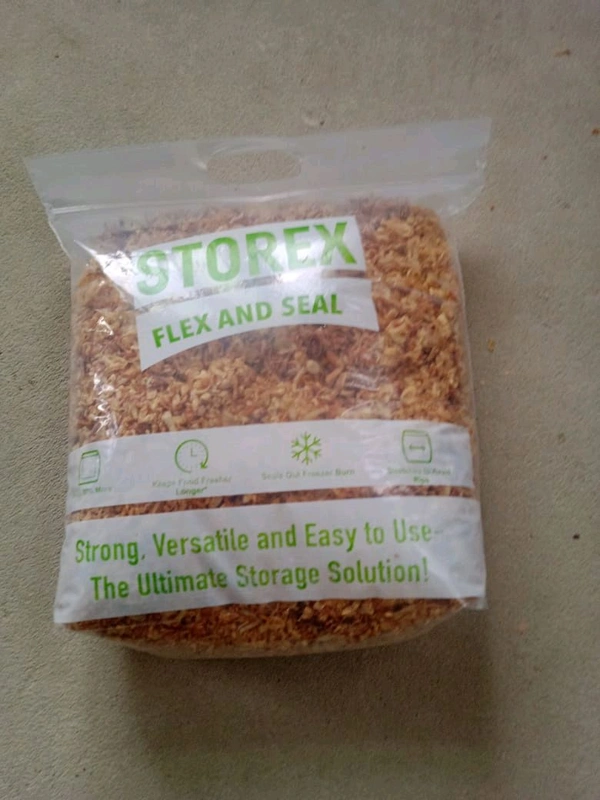 STOREX
FLEX AND SEAL
Keeps Food Fresher
Longer*
Seals Out Freezer Burn
Strong, Versatile and Easy to Use-
The Ultimate Storage Solution!